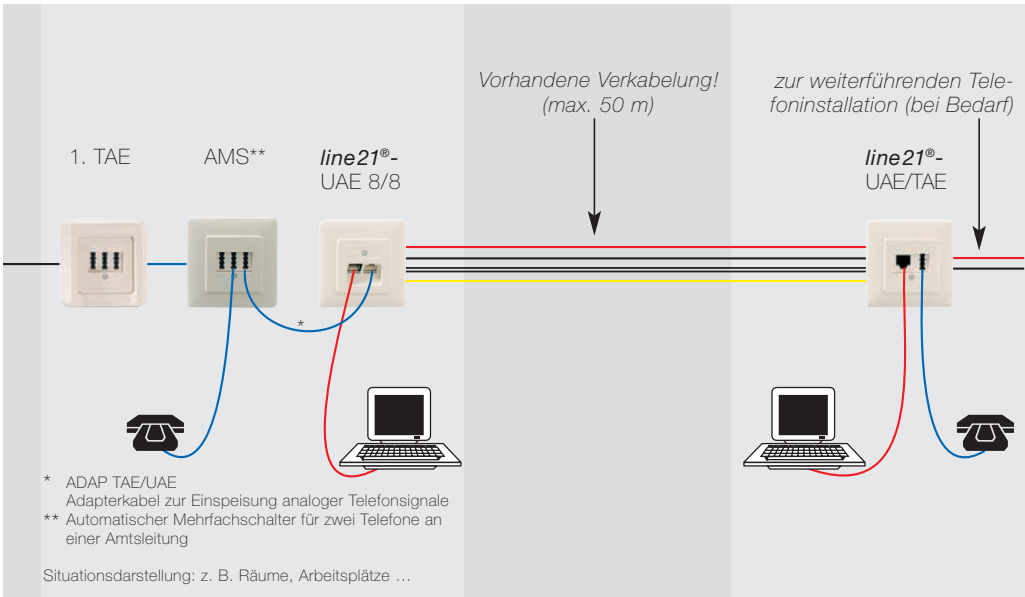 Vorhandene Verkabelung!
(max. 50 m)
zur weiterführenden Tele-
foninstallation (bei Bedarf)
1. TAE
AMS**
line21®-
UAE 8/8
line21®-
UAE/TAE
*
* ADAP TAE/UAE
Adapterkabel zur Einspeisung analoger Telefonsignale
** Automatischer Mehrfachschalter für zwei Telefone an
einer Amtsleitung
Situationsdarstellung: z. B. Räume, Arbeitsplätze ...